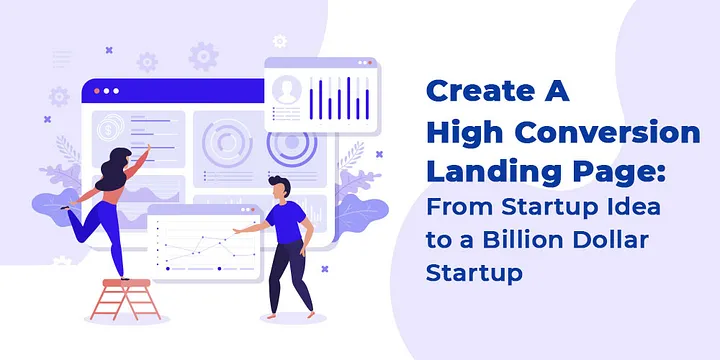 Create A
High Conversion
Landing Page:
From Startup Idea
to a Billion Dollar
Startup
$